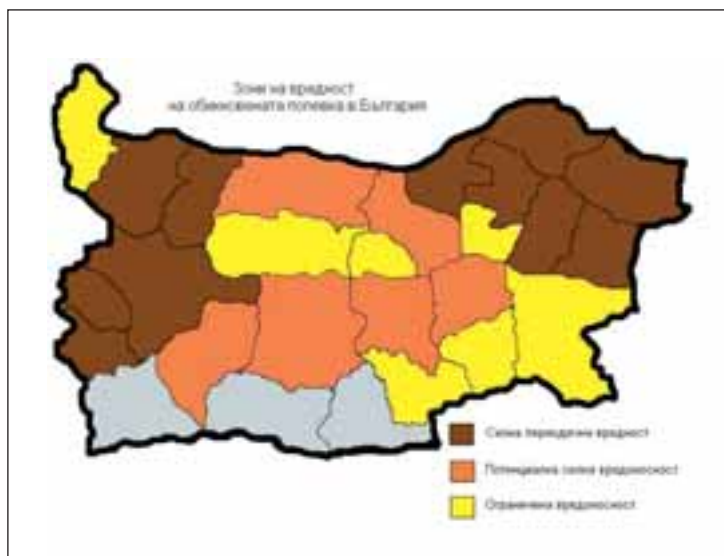 Зони на вредност
на обикновената полевка в България
Силна периодична вредност
Потенциална силна вредоносност
Ограничена вредоносност